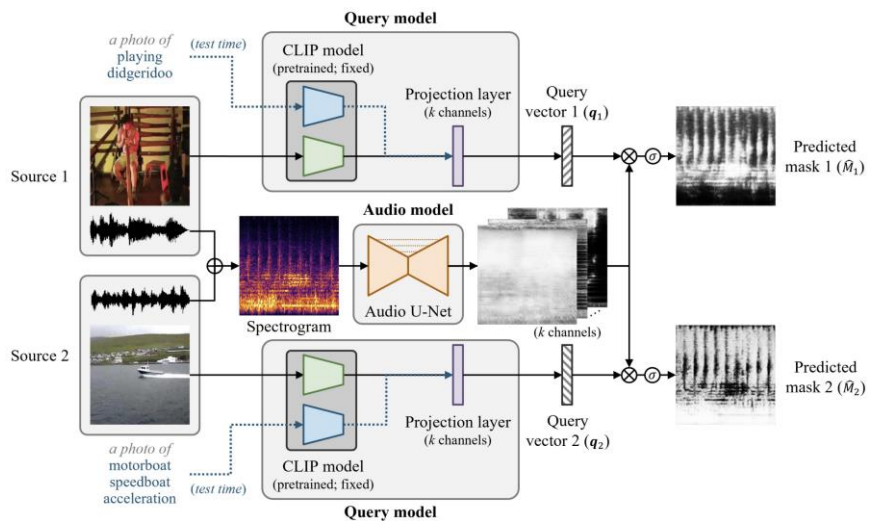 Query model
a photo of
playing
didgeridoo
(test time)
CLIP model
(pretrained; fixed)
Projection layer
(k channels)
Query
vector 1 (q₁)
Source 1
Predicted
mask 1 (M̂₁)
σ
Audio model
Spectrogram
Audio U-Net
(k channels)
...
Source 2
Predicted
mask 2 (M̂₂)
σ
Projection layer
(k channels)
Query
vector 2 (q₂)
a photo of
motorboat
speedboat
acceleration
(test time)
CLIP model
(pretrained; fixed)
Query model